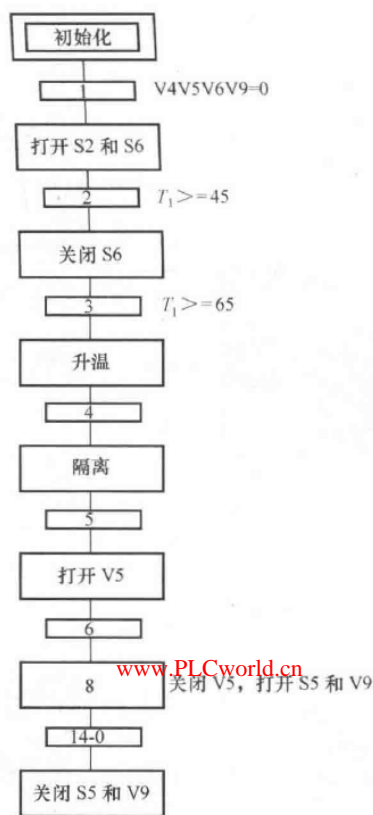 初始化
1 V4V5V6V9=0
打开 S2 和 S6
2 T₁>=45
关闭 S6
3 T₁>=65
升温
4
隔离
5
打开 V5
6
www.PLCworld.cn
8 关闭 V5，打开 S5 和 V9
14-0
关闭 S5 和 V9